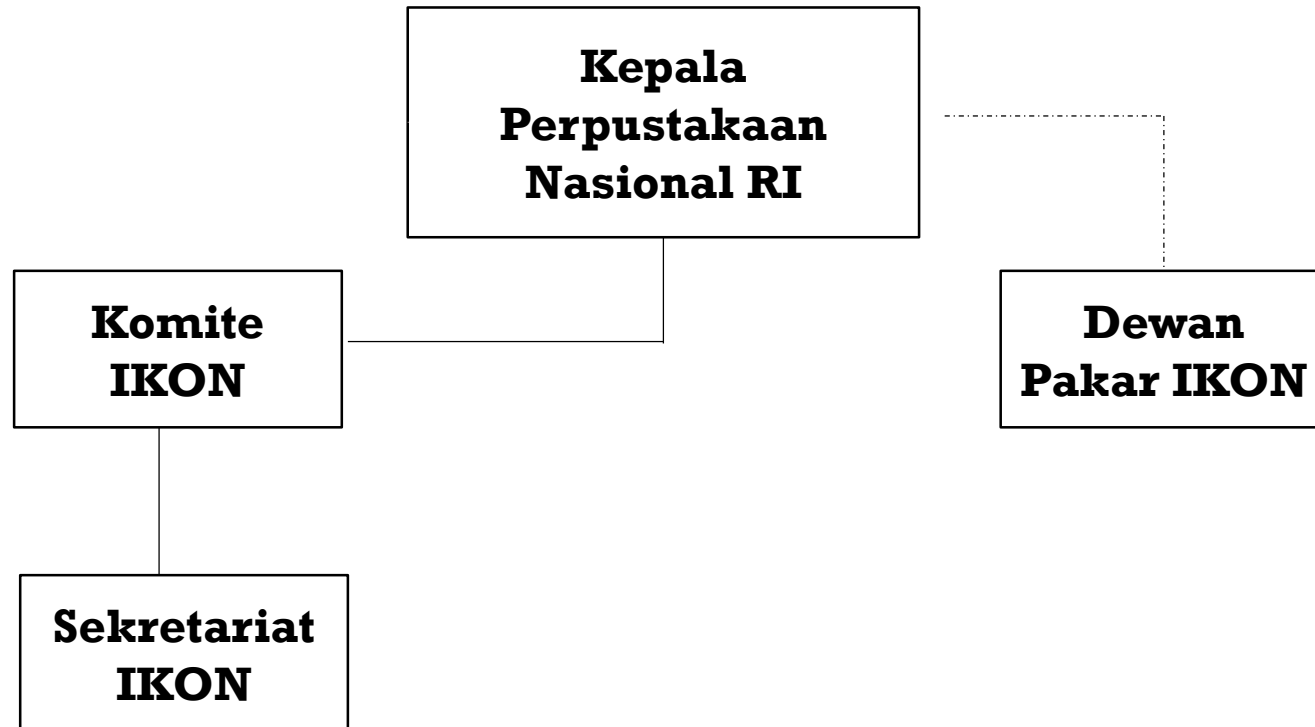 Kepala
Perpustakaan
Nasional RI
Komite
IKON
Dewan
Pakar IKON
Sekretariat
IKON